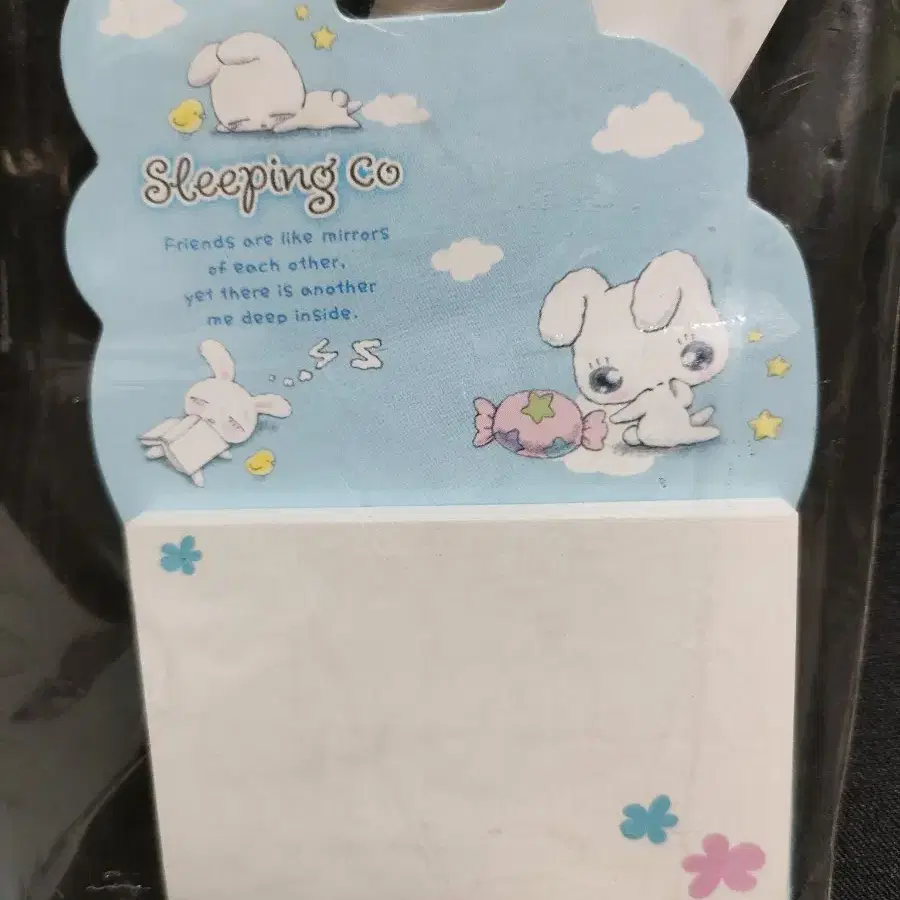 Sleeping Co
Friends are like mirrors
of each other,
yet there is another
me deep inside.
z z